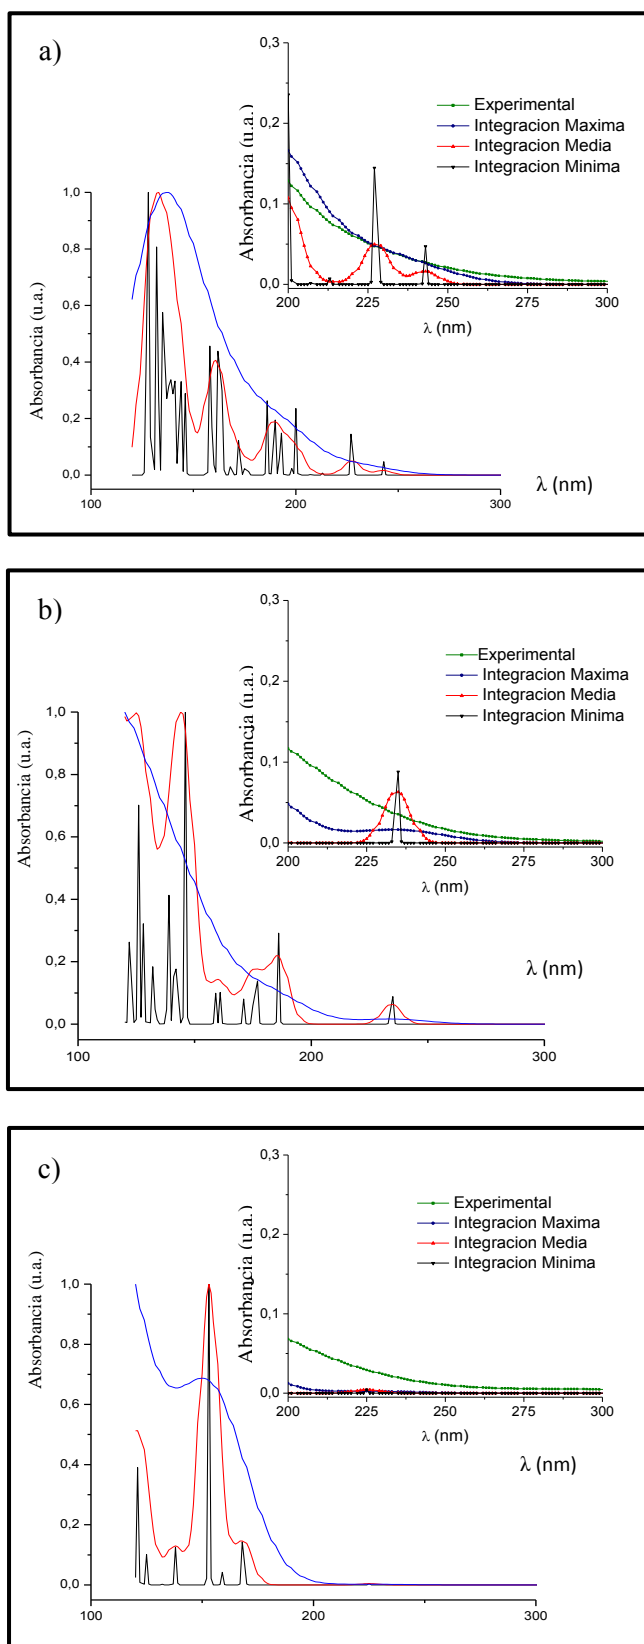 a)
0,3
0,2
0,1
0,0
Absorbancia (u.a.)
Experimental
Integracion Maxima
Integracion Media
Integracion Minima
200 225 250 275 300
λ (nm)
1,0
0,8
0,6
0,4
0,2
0,0
Absorbancia (u.a.)
100 200 300
λ (nm)
b)
0,3
0,2
0,1
0,0
Absorbancia (u.a.)
Experimental
Integracion Maxima
Integracion Media
Integracion Minima
200 225 250 275 300
1,0
0,8
0,6
0,4
0,2
0,0
Absorbancia (u.a.)
λ (nm)
100 200 300
c)
0,3
0,2
0,1
0,0
Absorbancia (u.a.)
Experimental
Integracion Maxima
Integracion Media
Integracion Minima
200 225 250 275 300
λ (nm)
1,0
0,8
0,6
0,4
0,2
0,0
Absorbancia (u.a.)
λ (nm)
100 200 300